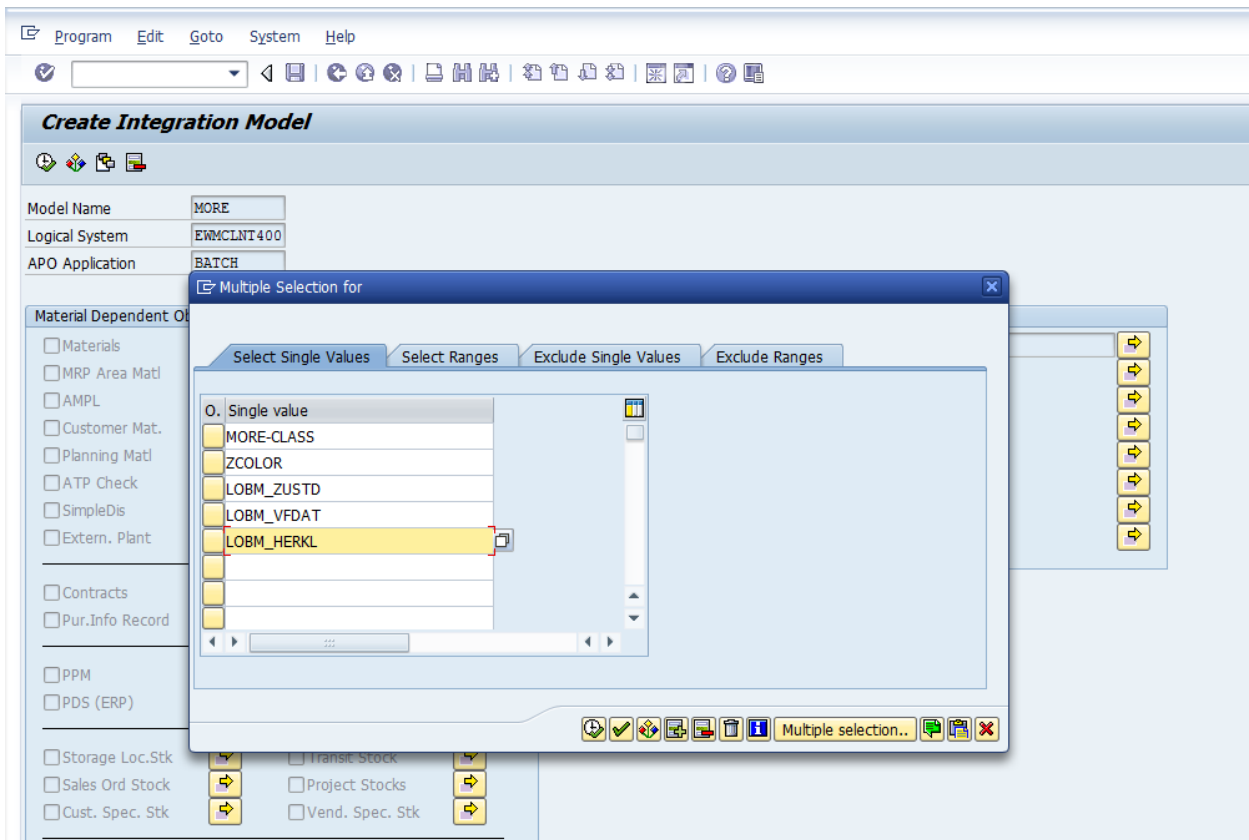 Program Edit Goto System Help
Create Integration Model
Model Name MORE
Logical System EWMCLNT400
APO Application BATCH
Multiple Selection for
Material Dependent Ob
Select Single Values Select Ranges Exclude Single Values Exclude Ranges
Materials
MRP Area Matl
AMPL
Customer Mat.
Planning Matl
ATP Check
SimpleDis
Extern. Plant
O. Single value
MORE-CLASS
ZCOLOR
LOBM_ZUSTD
LOBM_VFDAT
LOBM_HERKL
Contracts
Pur.Info Record
PPM
PDS (ERP)
Multiple selection..
Storage Loc.Stk Transit Stock
Sales Ord Stock Project Stocks
Cust. Spec. Stk Vend. Spec. Stk